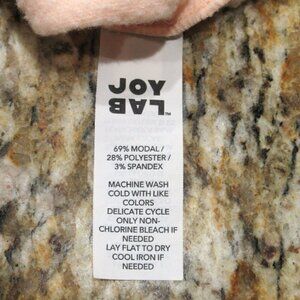 JOY
LAB™
69% MODAL /
28% POLYESTER /
3% SPANDEX
MACHINE WASH
COLD WITH LIKE
COLORS
DELICATE CYCLE
ONLY NON-
CHLORINE BLEACH IF
NEEDED
LAY FLAT TO DRY
COOL IRON IF
NEEDED